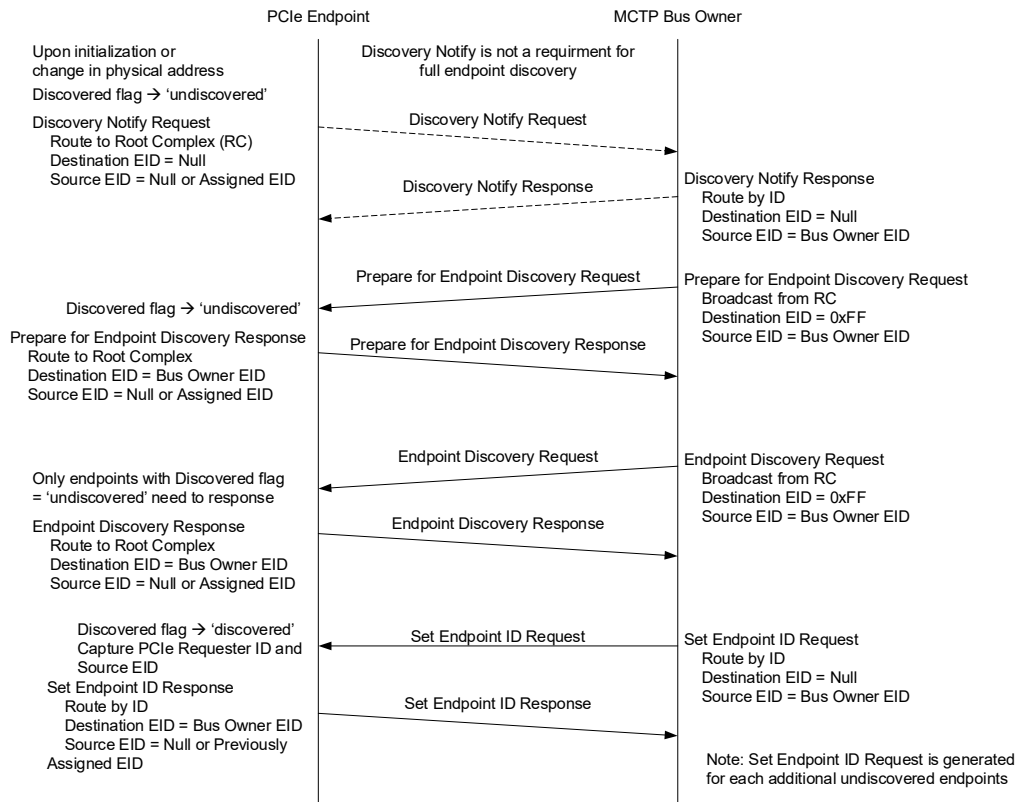 PCIe Endpoint
MCTP Bus Owner
Upon initialization or
change in physical address
Discovery Notify is not a requirment for
full endpoint discovery
Discovered flag → ‘undiscovered’
Discovery Notify Request
Discovery Notify Request
Route to Root Complex (RC)
Destination EID = Null
Source EID = Null or Assigned EID
Discovery Notify Response
Discovery Notify Response
Route by ID
Destination EID = Null
Source EID = Bus Owner EID
Prepare for Endpoint Discovery Request
Prepare for Endpoint Discovery Request
Broadcast from RC
Destination EID = 0xFF
Source EID = Bus Owner EID
Discovered flag → ‘undiscovered’
Prepare for Endpoint Discovery Response
Route to Root Complex
Destination EID = Bus Owner EID
Source EID = Null or Assigned EID
Prepare for Endpoint Discovery Response
Endpoint Discovery Request
Endpoint Discovery Request
Broadcast from RC
Destination EID = 0xFF
Source EID = Bus Owner EID
Only endpoints with Discovered flag
= ‘undiscovered’ need to response
Endpoint Discovery Response
Route to Root Complex
Destination EID = Bus Owner EID
Source EID = Null or Assigned EID
Endpoint Discovery Response
Discovered flag → ‘discovered’
Capture PCIe Requester ID and
Source EID
Set Endpoint ID Request
Set Endpoint ID Request
Route by ID
Destination EID = Null
Source EID = Bus Owner EID
Set Endpoint ID Response
Route by ID
Destination EID = Bus Owner EID
Source EID = Null or Previously
Assigned EID
Set Endpoint ID Response
Note: Set Endpoint ID Request is generated
for each additional undiscovered endpoints